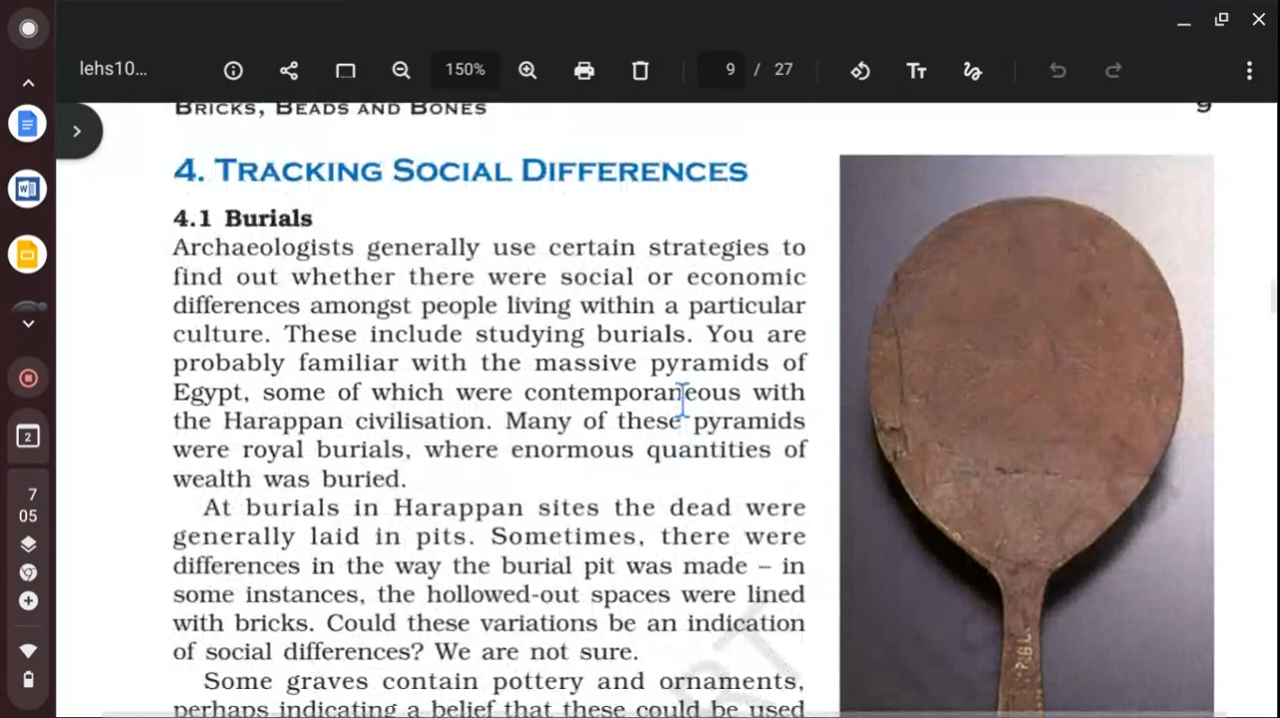 lehs10...
150%
9 / 27
BRICKS, BEADS AND BONES
9
4. TRACKING SOCIAL DIFFERENCES
4.1 Burials
Archaeologists generally use certain strategies to
find out whether there were social or economic
differences amongst people living within a particular
culture. These include studying burials. You are
probably familiar with the massive pyramids of
Egypt, some of which were contemporaneous with
the Harappan civilisation. Many of these pyramids
were royal burials, where enormous quantities of
wealth was buried.
At burials in Harappan sites the dead were
generally laid in pits. Sometimes, there were
differences in the way the burial pit was made – in
some instances, the hollowed-out spaces were lined
with bricks. Could these variations be an indication
of social differences? We are not sure.
Some graves contain pottery and ornaments,
perhaps indicating a belief that these could be used
2
7
05
Tт